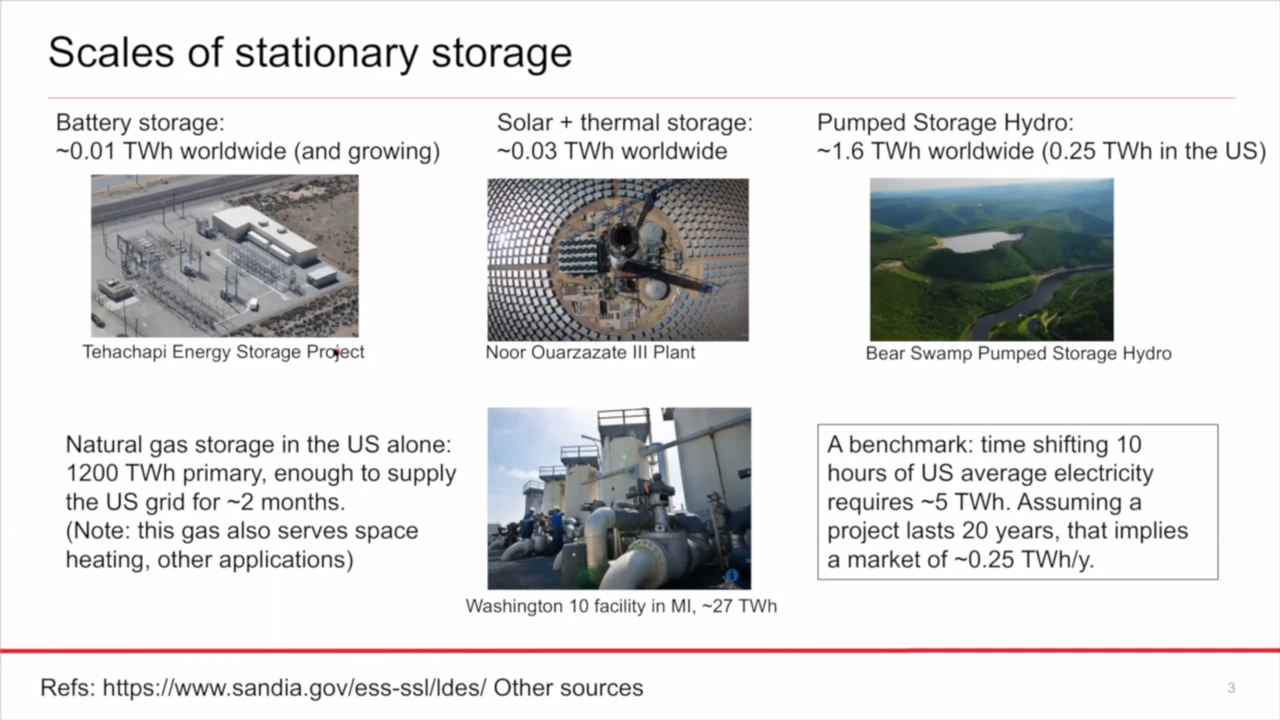 Scales of stationary storage
Battery storage:
~0.01 TWh worldwide (and growing)
Solar + thermal storage:
~0.03 TWh worldwide
Pumped Storage Hydro:
~1.6 TWh worldwide (0.25 TWh in the US)
Tehachapi Energy Storage Project
Noor Ouarzazate III Plant
Bear Swamp Pumped Storage Hydro
Natural gas storage in the US alone:
1200 TWh primary, enough to supply
the US grid for ~2 months.
(Note: this gas also serves space
heating, other applications)
Washington 10 facility in MI, ~27 TWh
A benchmark: time shifting 10
hours of US average electricity
requires ~5 TWh. Assuming a
project lasts 20 years, that implies
a market of ~0.25 TWh/y.
Refs: https://www.sandia.gov/ess-ssl/ldes/ Other sources
3